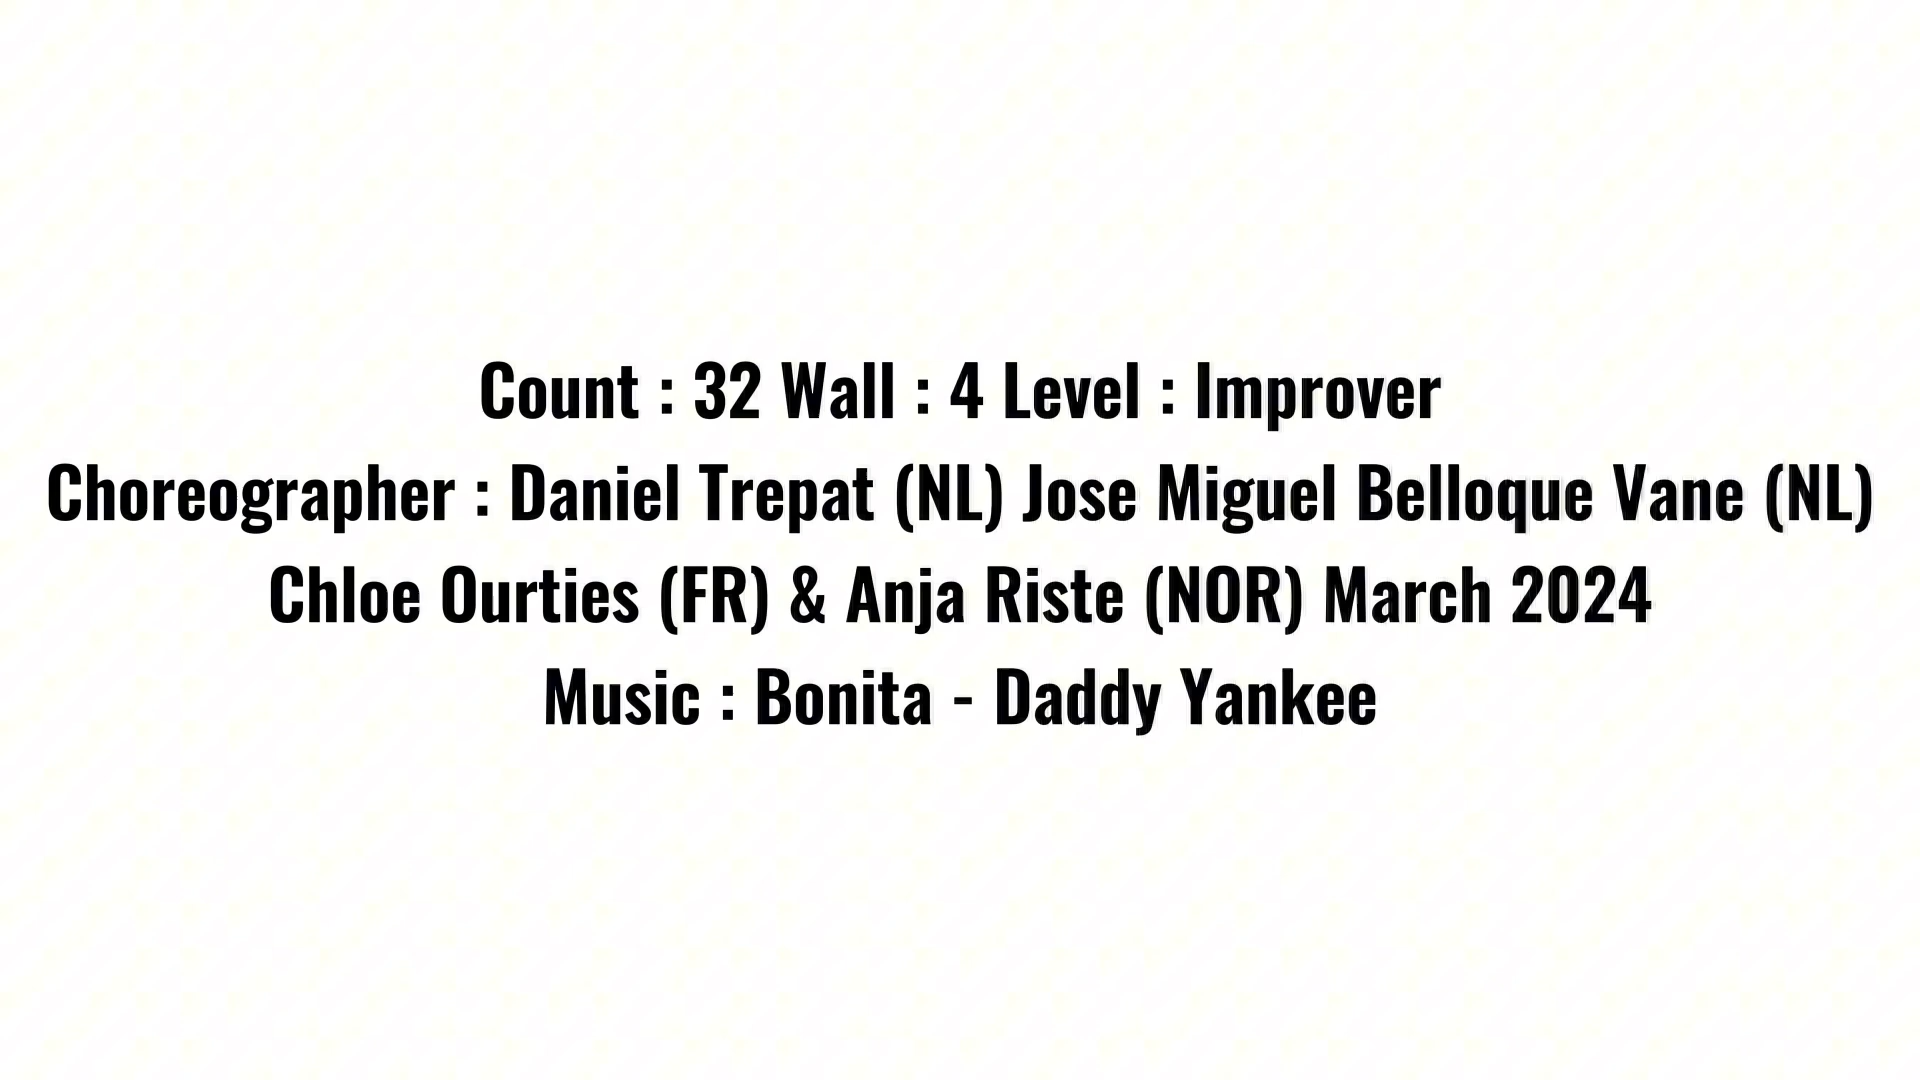 Count : 32 Wall : 4 Level : Improver
Choreographer : Daniel Trepat (NL) Jose Miguel Belloque Vane (NL)
Chloe Ourties (FR) & Anja Riste (NOR) March 2024
Music : Bonita - Daddy Yankee